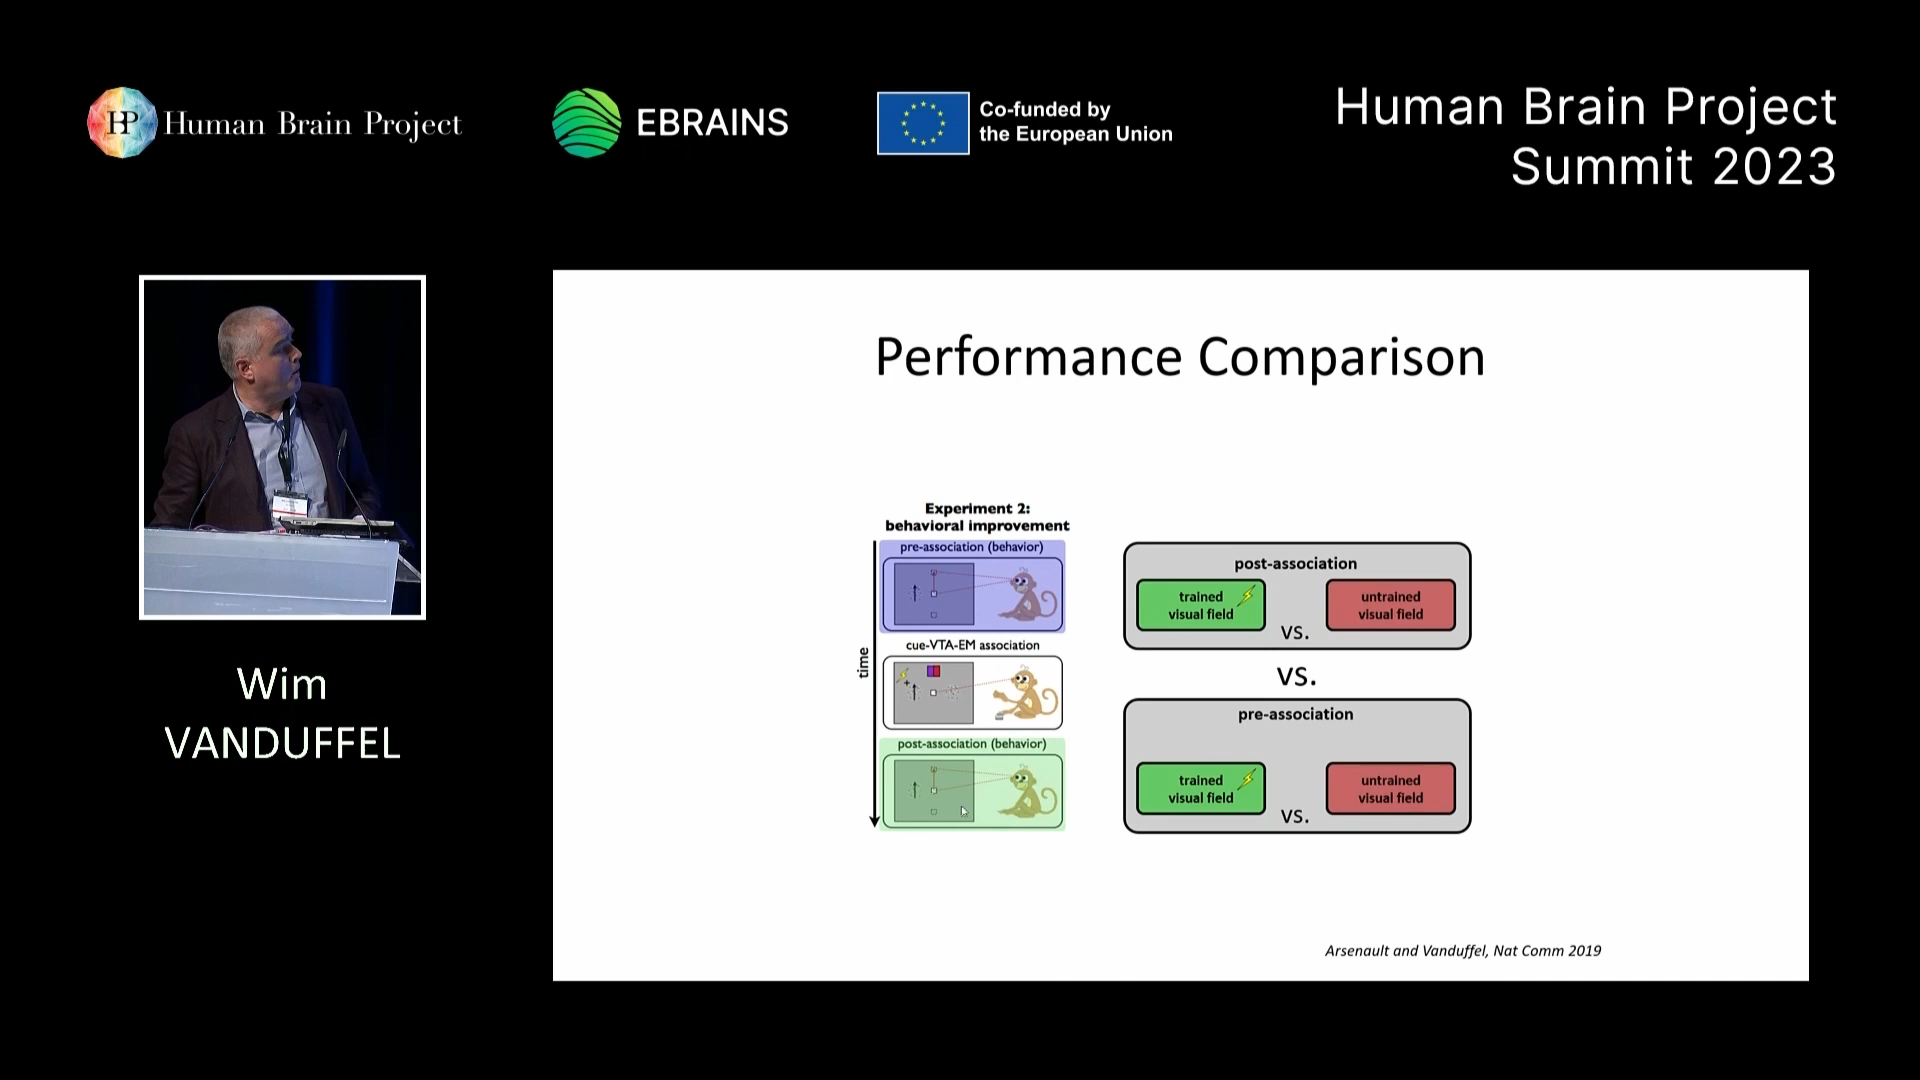 HP Human Brain Project
EBRAINS
Co-funded by
the European Union
Human Brain Project
Summit 2023
Wim
VANDUFFEL
Performance Comparison
Experiment 2:
behavioral improvement
time
pre-association (behavior)
cue-VTA-EM association
post-association (behavior)
post-association
trained
visual field
vs.
untrained
visual field
vs.
pre-association
trained
visual field
vs.
untrained
visual field
Arsenault and Vanduffel, Nat Comm 2019